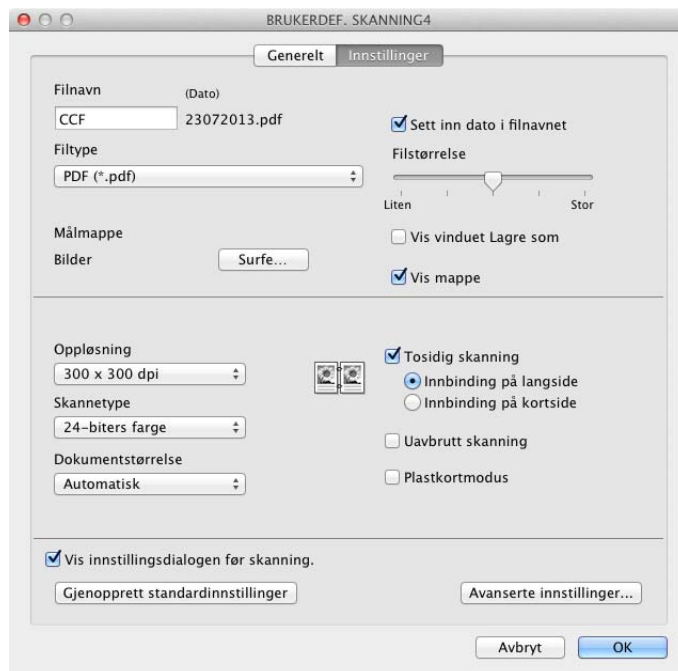 BRUKERDEF. SKANNING4
Generelt Innstillinger
Filnavn (Dato)
CCF 23072013.pdf
Sett inn dato i filnavnet
Filtype
PDF (*.pdf)
Filstørrelse
Liten Stor
Målmappe
Bilder Surfe...
Vis vinduet Lagre som
Vis mappe
Oppløsning
300 x 300 dpi
Skannetype
24-biters farge
Dokumentstørrelse
Automatisk
Tosidig skanning
Innbinding på langside
Innbinding på kortside
Uavbrutt skanning
Plastkortmodus
Vis innstillingsdialogen før skanning.
Gjenopprett standardinnstillinger Avanserte innstillinger...
Avbryt OK